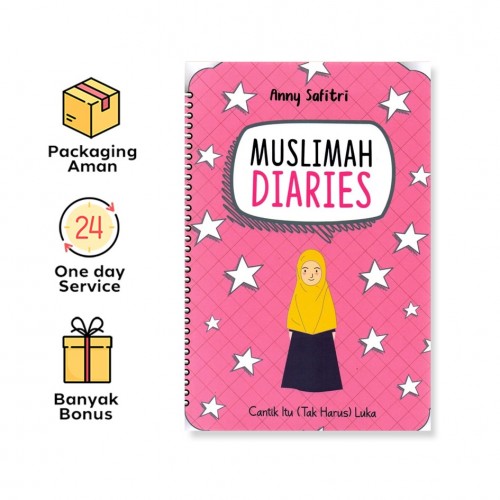 Packaging
Aman
24
One day
Service
Banyak
Bonus
Anny Safitri
MUSLIMAH
DIARIES
Cantik Itu (Tak Harus) Luka